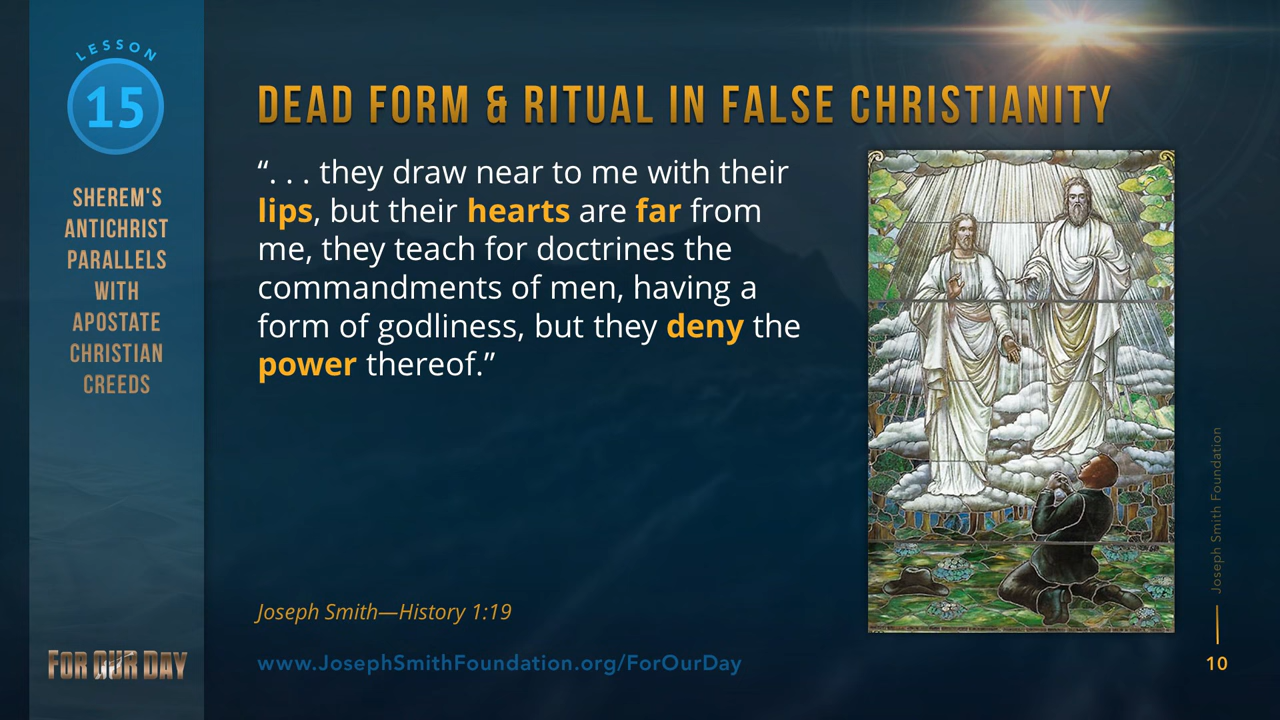 LESSON
15
SHEREM'S
ANTICHRIST
PARALLELS
WITH
APOSTATE
CHRISTIAN
CREEDS
FOR OUR DAY
DEAD FORM & RITUAL IN FALSE CHRISTIANITY
“. . . they draw near to me with their
lips, but their hearts are far from
me, they teach for doctrines the
commandments of men, having a
form of godliness, but they deny the
power thereof.”
Joseph Smith—History 1:19
www.JosephSmithFoundation.org/ForOurDay
Joseph Smith Foundation
10